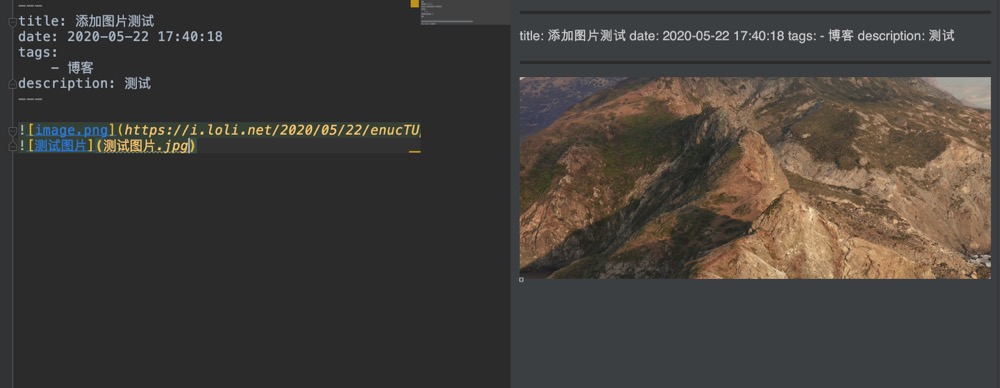 ---
title: 添加图片测试
date: 2020-05-22 17:40:18
tags:
    - 博客
description: 测试
---
![image.png](https://i.loli.net/2020/05/22/enucTU
![测试图片](测试图片.jpg)
title: 添加图片测试 date: 2020-05-22 17:40:18 tags: - 博客 description: 测试